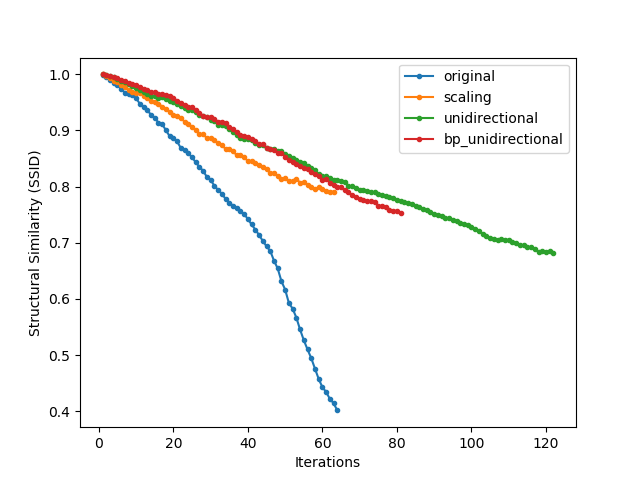 1.0
0.9
0.8
0.7
0.6
0.5
0.4
Structural Similarity (SSID)
original
scaling
unidirectional
bp_unidirectional
0 20 40 60 80 100 120
Iterations